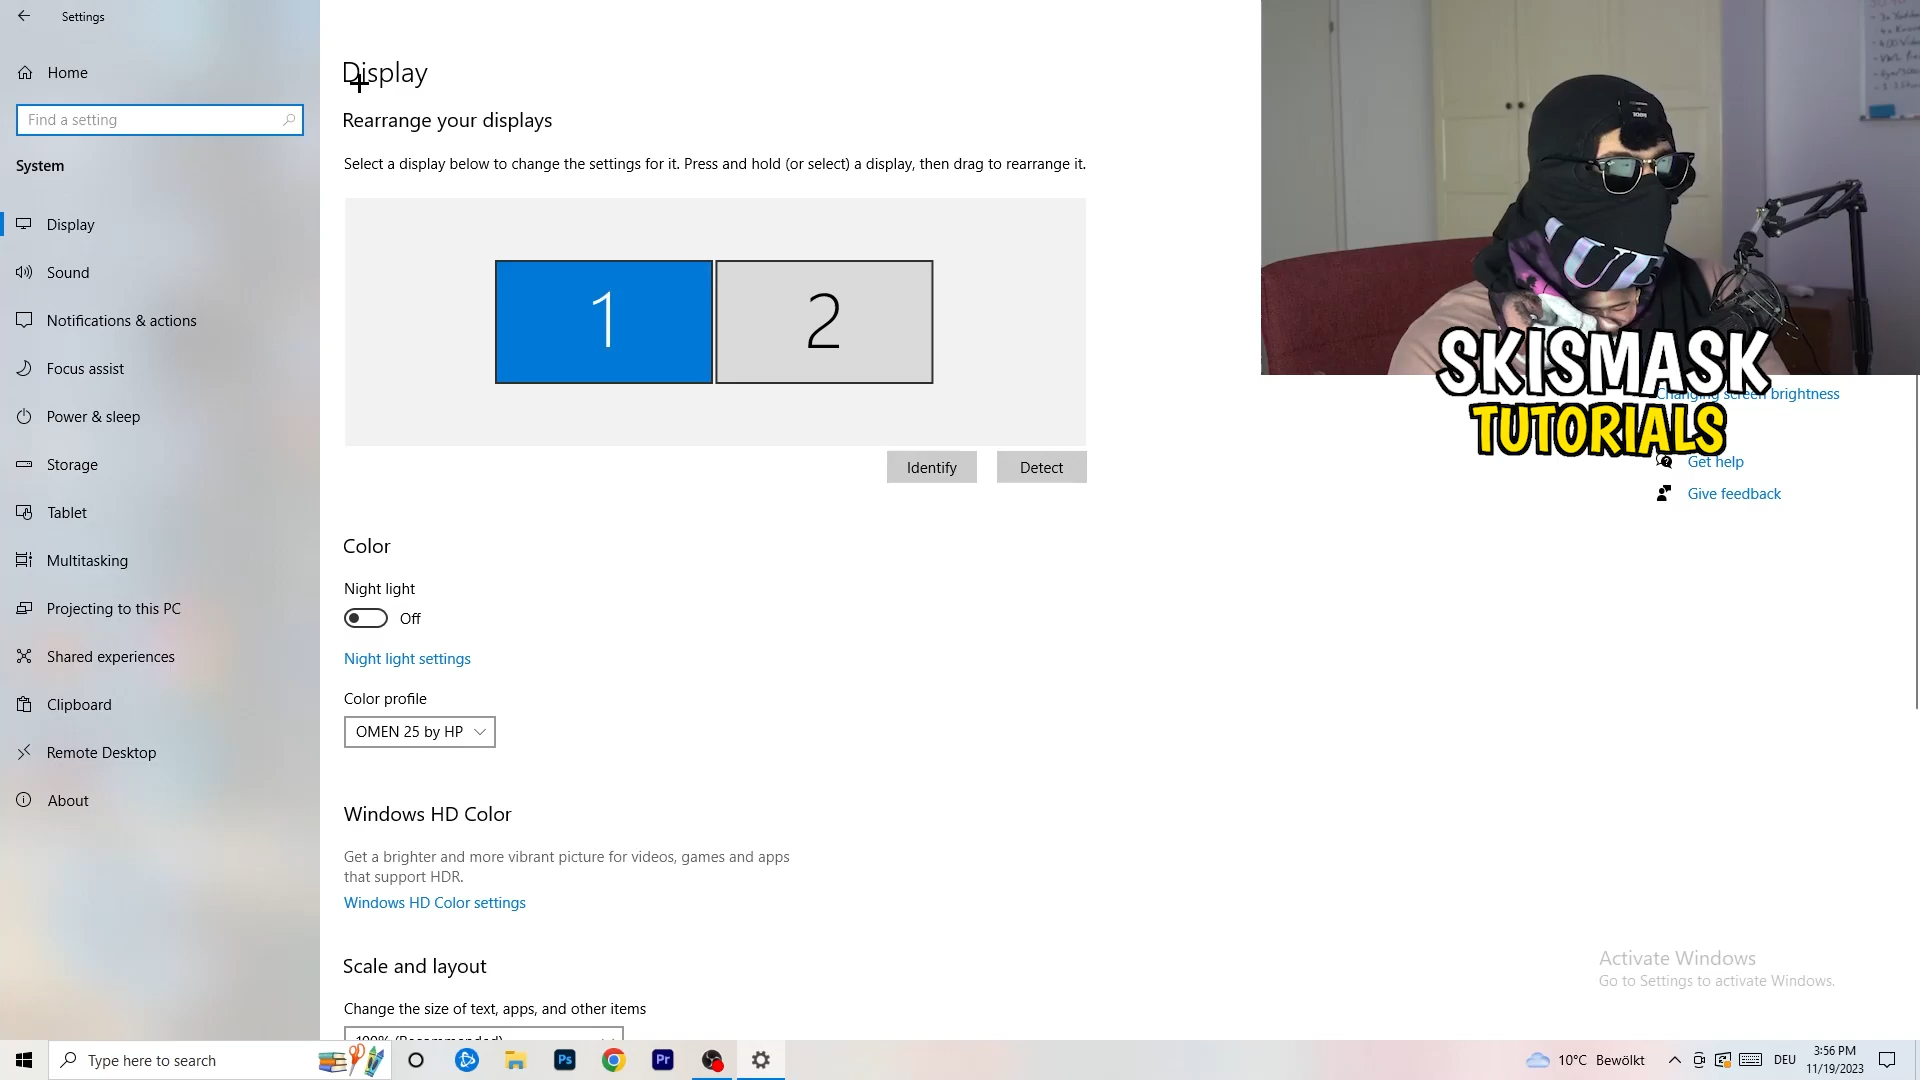 Settings
Home
Find a setting
System
Display
Sound
Notifications & actions
Focus assist
Power & sleep
Storage
Tablet
Multitasking
Projecting to this PC
Shared experiences
Clipboard
Remote Desktop
About
Display
Rearrange your displays
Select a display below to change the settings for it. Press and hold (or select) a display, then drag to rearrange it.
1
2
Identify
Detect
Color
Night light
Off
Night light settings
Color profile
OMEN 25 by HP
Windows HD Color
Get a brighter and more vibrant picture for videos, games and apps
that support HDR.
Windows HD Color settings
Scale and layout
Change the size of text, apps, and other items
100% (Recommended)
SKISMASK
TUTORIALS
Changing screen brightness
Get help
Give feedback
Activate Windows
Go to Settings to activate Windows.
Type here to search
Ps
Pr
10°C Bewölkt
DEU
3:56 PM
11/19/2023